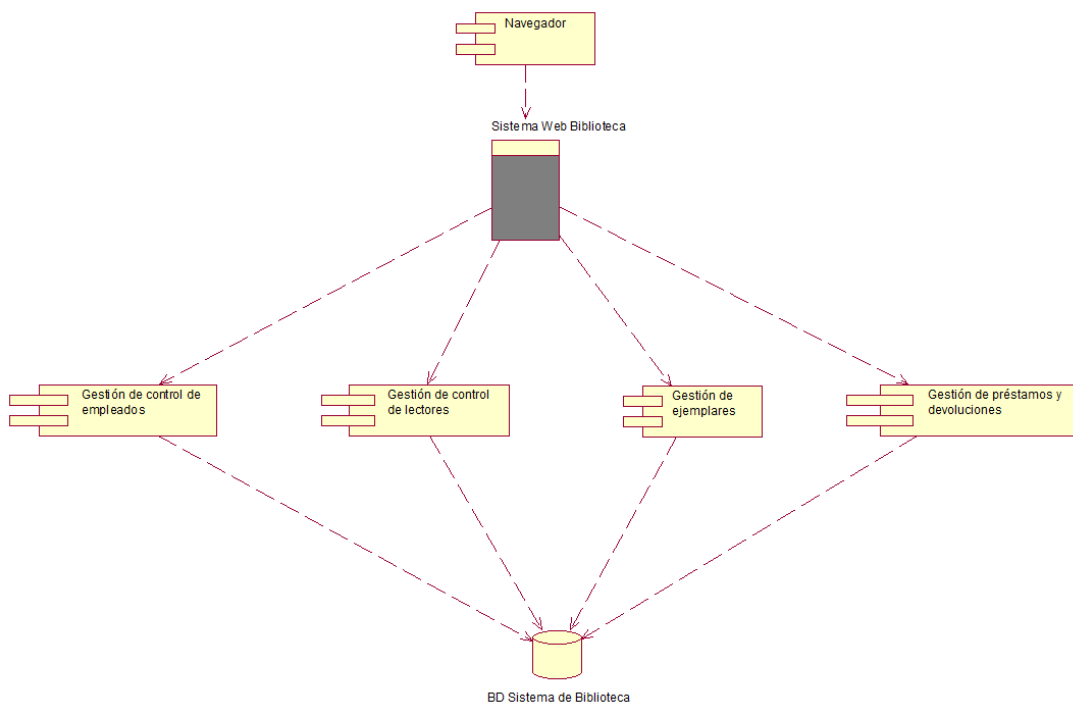 Navegador
Sistema Web Biblioteca
Gestión de control de
empleados
Gestión de control
de lectores
Gestión de
ejemplares
Gestión de préstamos y
devoluciones
BD Sistema de Biblioteca